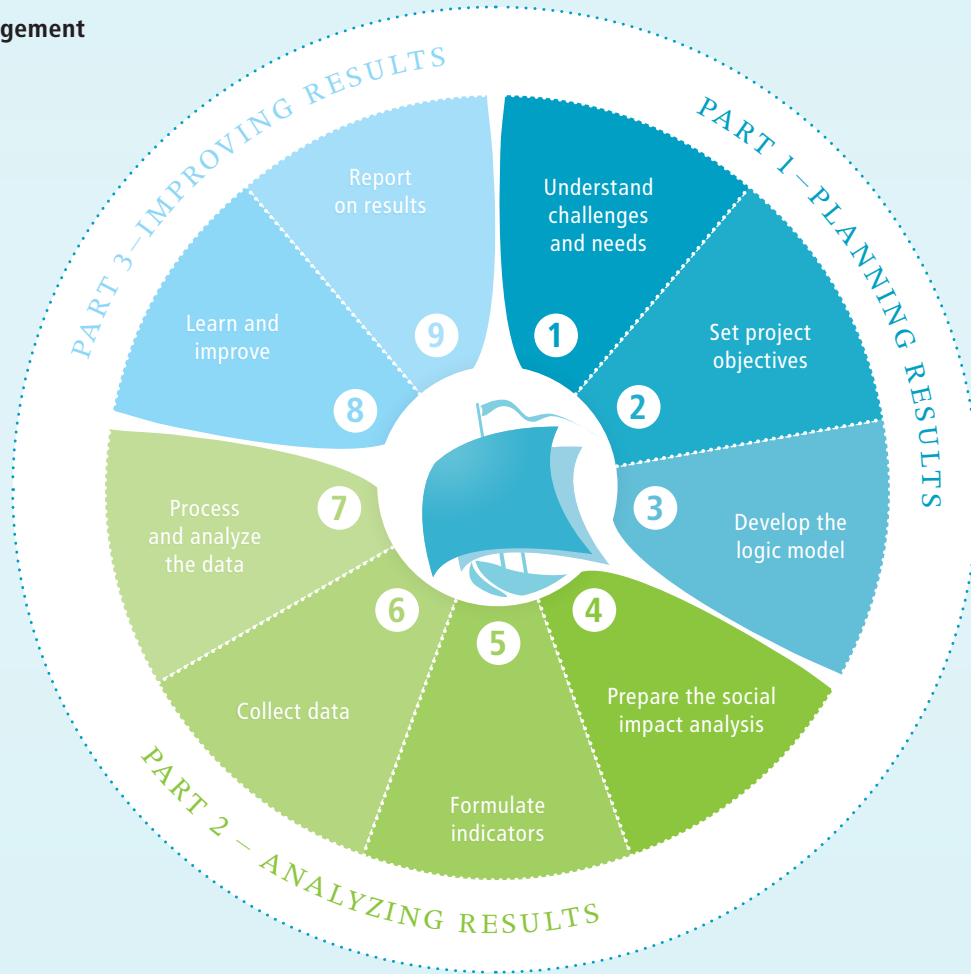 gement
PART 1 – PLANNING RESULTS
Understand
challenges
and needs
1
Set project
objectives
2
Develop the
logic model
3
PART 2 – ANALYZING RESULTS
Prepare the social
impact analysis
4
Formulate
indicators
5
Collect data
6
Process
and analyze
the data
7
PART 3 – IMPROVING RESULTS
Learn and
improve
8
Report
on results
9